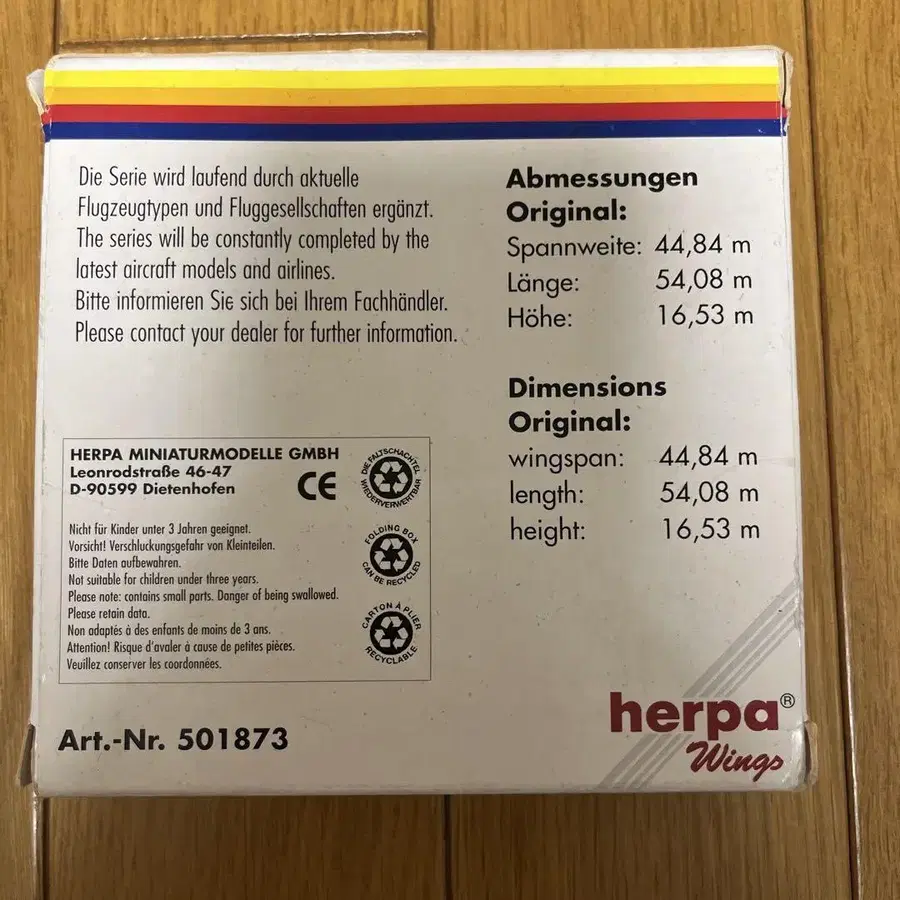 Die Serie wird laufend durch aktuelle
Flugzeugtypen und Fluggesellschaften ergänzt.
The series will be constantly completed by the
latest aircraft models and airlines.
Bitte informieren Sie sich bei Ihrem Fachhändler.
Please contact your dealer for further information.
Abmessungen
Original:
Spannweite: 44,84 m
Länge: 54,08 m
Höhe: 16,53 m
Dimensions
Original:
wingspan: 44,84 m
length: 54,08 m
height: 16,53 m
HERPA MINIATURMODELLE GMBH
Leonrodstraße 46-47
D-90599 Dietenhofen
CE
Nicht für Kinder unter 3 Jahren geeignet.
Vorsicht! Verschluckungsgefahr von Kleinteilen.
Bitte Daten aufbewahren.
Not suitable for children under three years.
Please note: contains small parts. Danger of being swallowed.
Please retain data.
Non adaptés à des enfants de moins de 3 ans.
Attention! Risque d'avaler à cause de petites pièces.
Veuillez conserver les coordonnées.
DIE FALTSCHACHTEL
WIEDERVERWERTBAR
FOLDING BOX
CAN BE RECYCLED
CARTON À PLIER
RECYCLABLE
Art.-Nr. 501873
herpa®
Wings